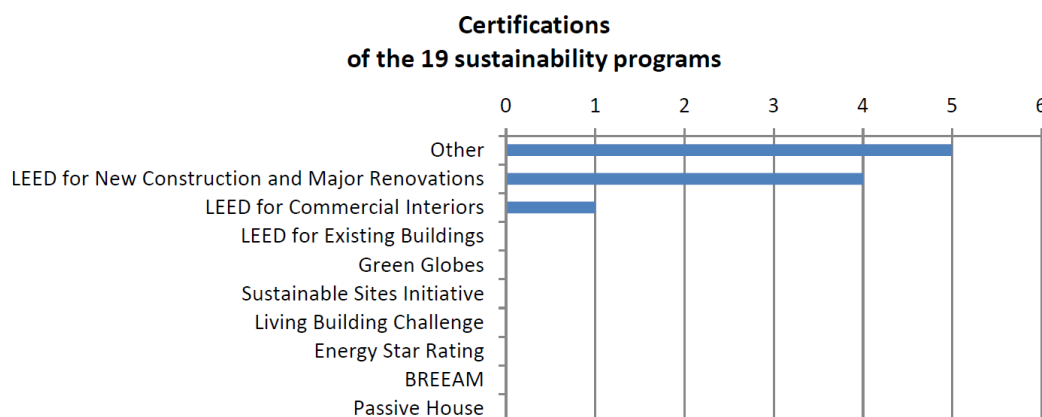 Certifications
of the 19 sustainability programs
0 1 2 3 4 5 6
Other
LEED for New Construction and Major Renovations
LEED for Commercial Interiors
LEED for Existing Buildings
Green Globes
Sustainable Sites Initiative
Living Building Challenge
Energy Star Rating
BREEAM
Passive House